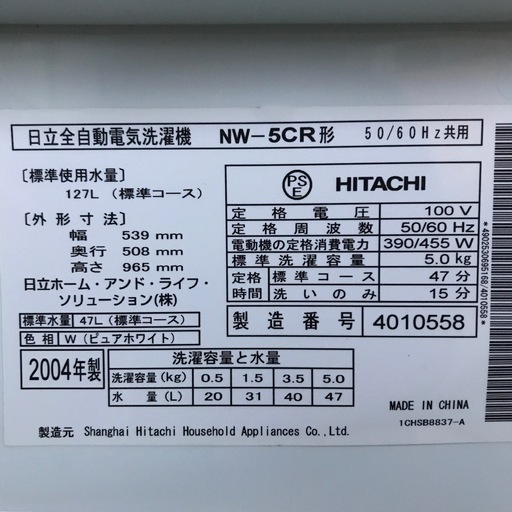 日立全自動電気洗濯機 NW-5CR形 50/60Hz共用
〔標準使用水量〕
127L (標準コース)
〔外形寸法〕
幅 539 mm
奥行 508 mm
高さ 965 mm
日立ホーム・アンド・ライフ・
ソリューション(株)
標準水量 47L (標準コース)
色相 W (ピュアホワイト)
PSE HITACHI
定格電圧 100 V
定格周波数 50/60 Hz
電動機の定格消費電力 390/455 W
標準洗濯容量 5.0 kg
定格時間 標準コース 47分
洗いのみ 15分
製造番号 4010558
2004年製
洗濯容量と水量
洗濯容量(kg) 0.5 1.5 3.5 5.0
水量(L) 20 31 40 47
製造元 Shanghai Hitachi Household Appliances Co.,Ltd.
MADE IN CHINA
1CHSB8837-A
*4902530695168/4010558*